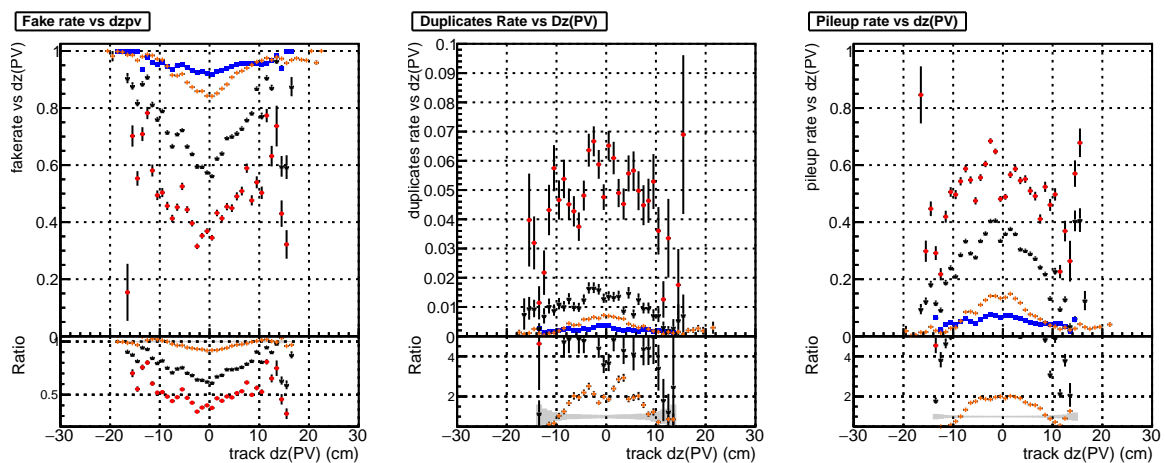 Fake rate vs dzpv
fakerate vs dz(PV)
1
0.8
0.6
0.4
0.2
0
Ratio
0.5
−30 −20 −10 0 10 20 30
track dz(PV) (cm)
Duplicates Rate vs Dz(PV)
duplicates rate vs dz(PV)
0.1
0.09
0.08
0.07
0.06
0.05
0.04
0.03
0.02
0.01
0
Ratio
4
2
−30 −20 −10 0 10 20 30
track dz(PV) (cm)
Pileup rate vs dz(PV)
pileup rate vs dz(PV)
1
0.8
0.6
0.4
0.2
0
Ratio
4
2
−30 −20 −10 0 10 20 30
track dz(PV) (cm)